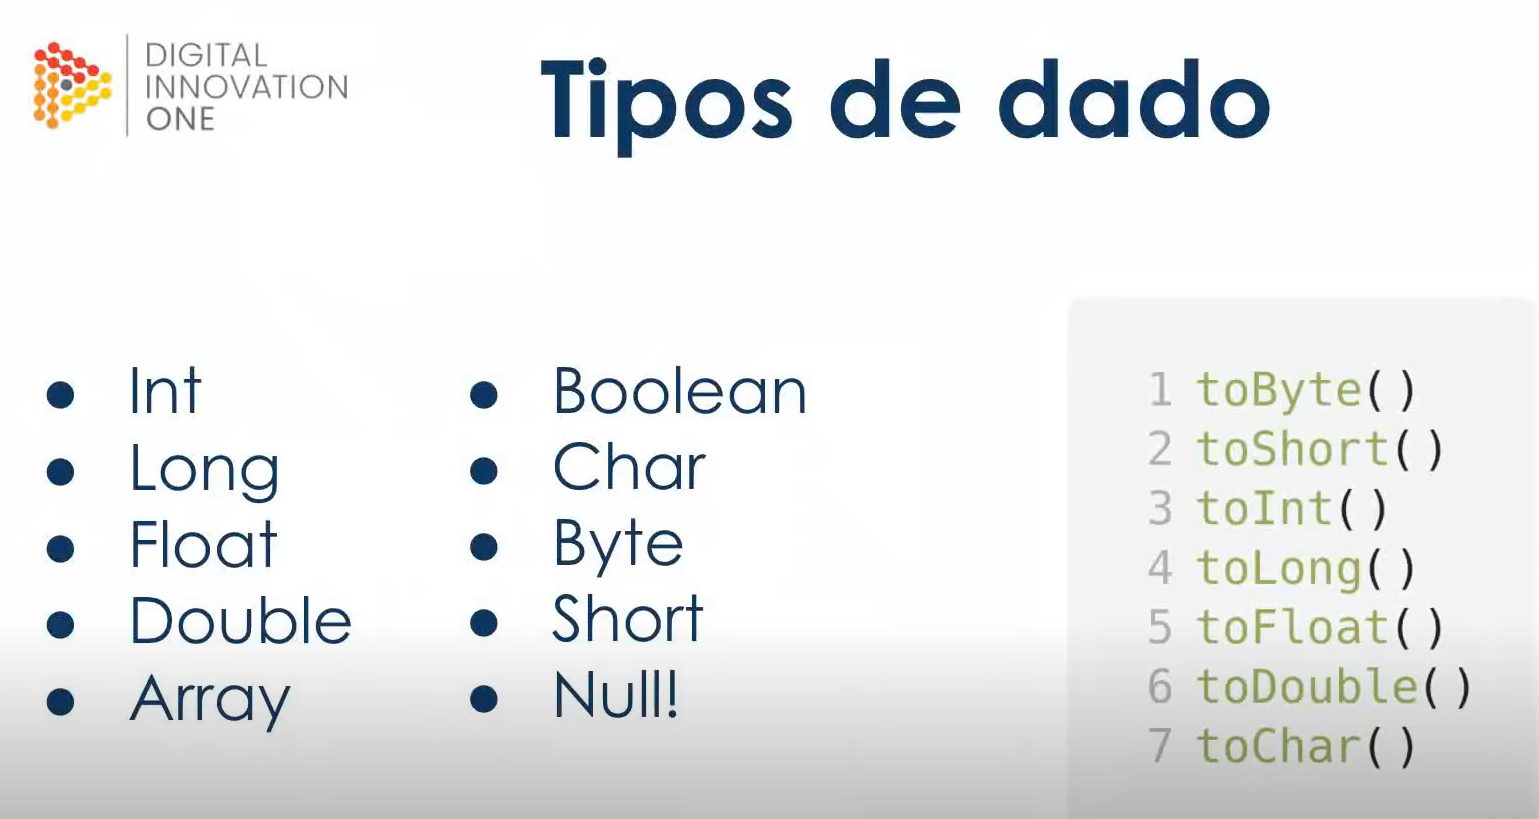 DIGITAL
INNOVATION
ONE
Tipos de dado
● Int
● Long
● Float
● Double
● Array
● Boolean
● Char
● Byte
● Short
● Null!
1 toByte()
2 toShort()
3 toInt()
4 toLong()
5 toFloat()
6 toDouble()
7 toChar()